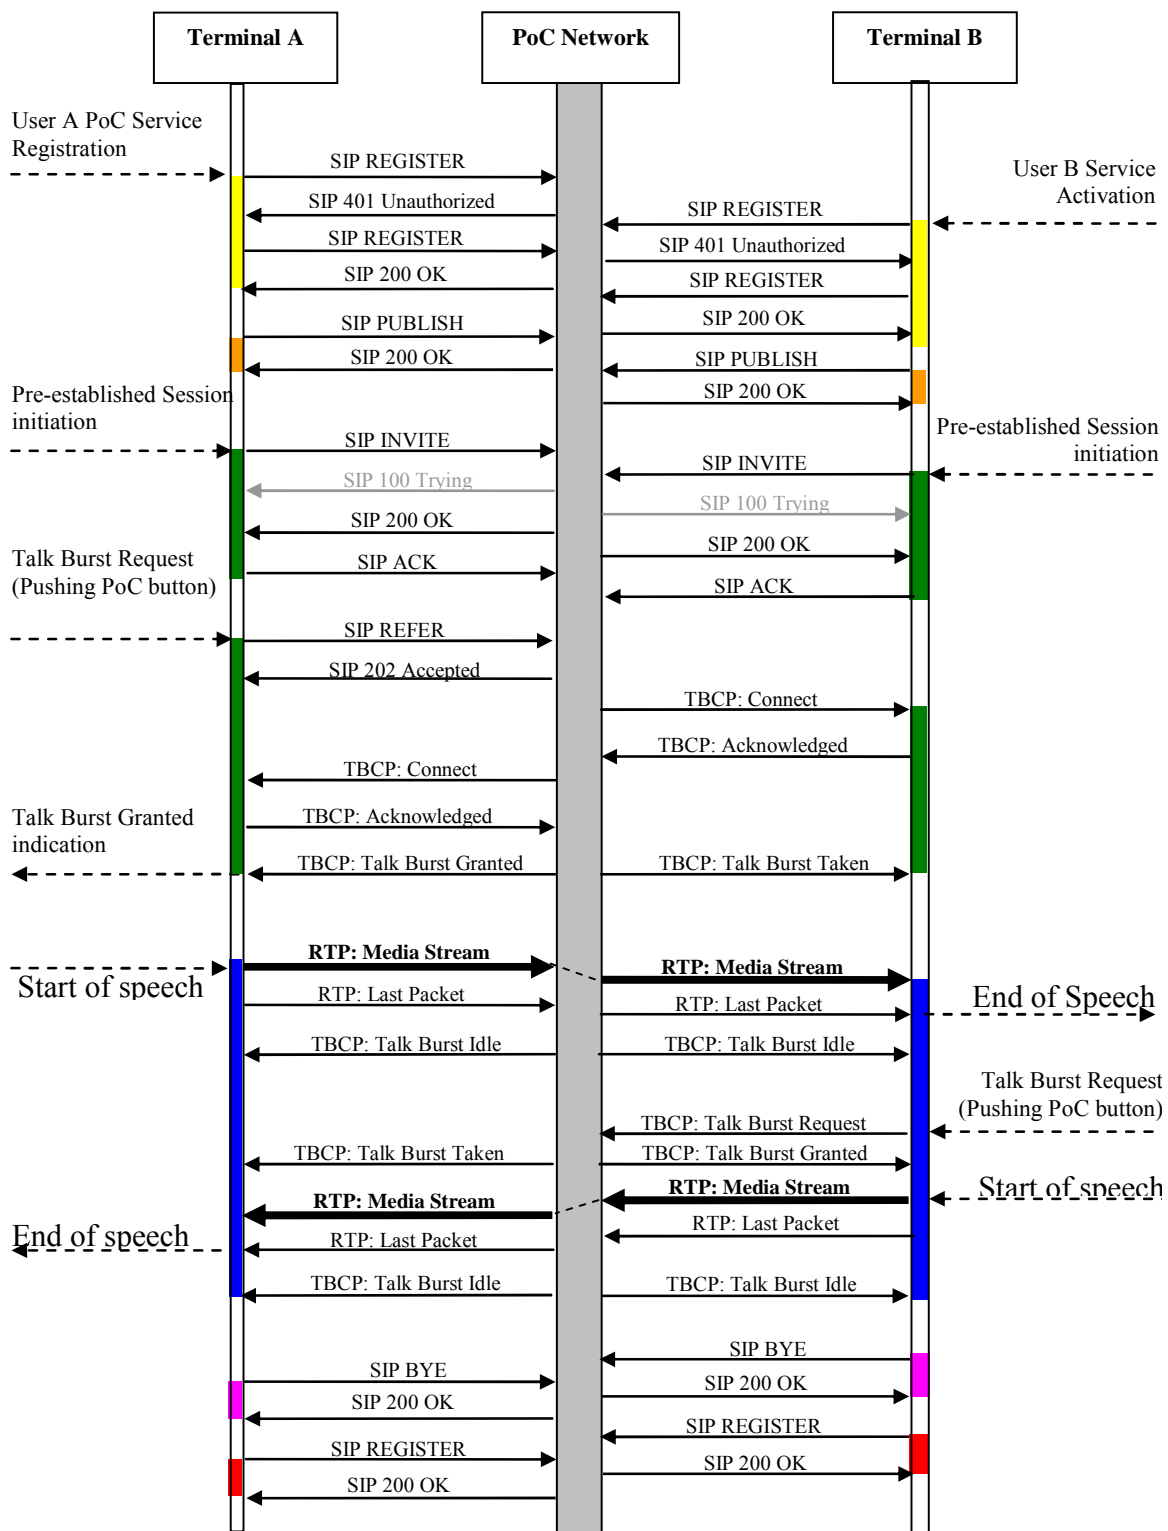 Terminal A
PoC Network
Terminal B
User A PoC Service
Registration
SIP REGISTER
User B Service
Activation
SIP 401 Unauthorized
SIP REGISTER
SIP REGISTER
SIP 401 Unauthorized
SIP 200 OK
SIP REGISTER
SIP PUBLISH
SIP 200 OK
SIP 200 OK
SIP PUBLISH
Pre-established Session
initiation
SIP 200 OK
SIP INVITE
Pre-established Session
initiation
SIP INVITE
SIP 100 Trying
SIP 100 Trying
SIP 200 OK
SIP 200 OK
Talk Burst Request
(Pushing PoC button)
SIP ACK
SIP ACK
SIP REFER
SIP 202 Accepted
TBCP: Connect
TBCP: Acknowledged
TBCP: Connect
Talk Burst Granted
indication
TBCP: Acknowledged
TBCP: Talk Burst Granted
TBCP: Talk Burst Taken
RTP: Media Stream
RTP: Media Stream
Start of speech
RTP: Last Packet
RTP: Last Packet
End of Speech
TBCP: Talk Burst Idle
TBCP: Talk Burst Idle
Talk Burst Request
(Pushing PoC button)
TBCP: Talk Burst Request
TBCP: Talk Burst Taken
TBCP: Talk Burst Granted
RTP: Media Stream
Start of speech
RTP: Media Stream
RTP: Last Packet
End of speech
RTP: Last Packet
TBCP: Talk Burst Idle
TBCP: Talk Burst Idle
SIP BYE
SIP BYE
SIP 200 OK
SIP 200 OK
SIP REGISTER
SIP REGISTER
SIP 200 OK
SIP 200 OK